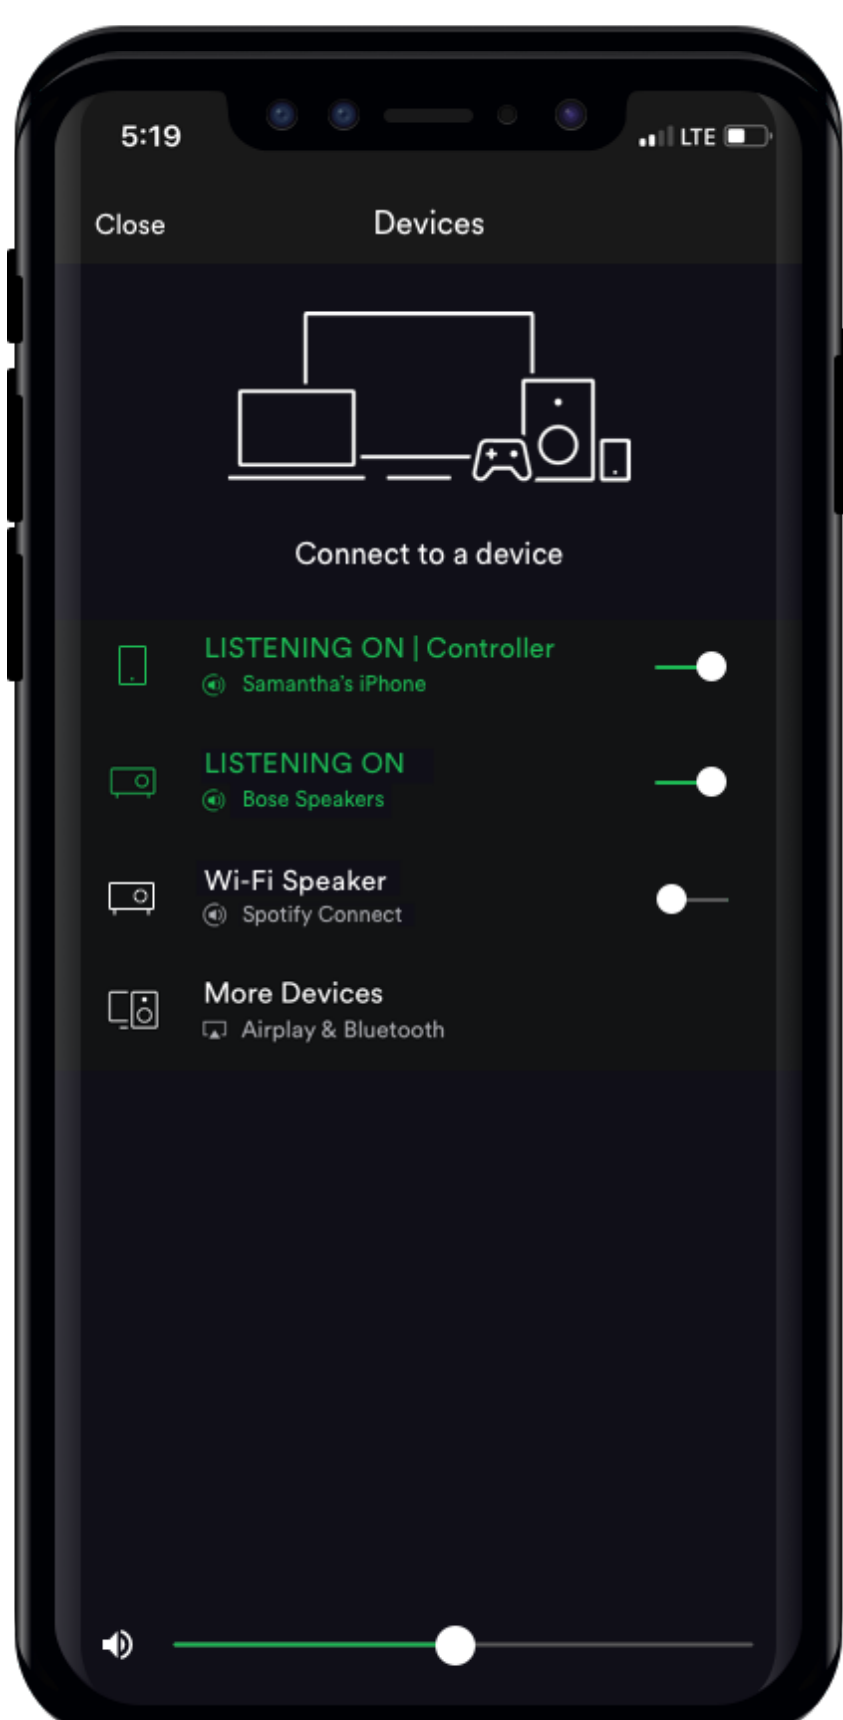 5:19
LTE
Close
Devices
Connect to a device
LISTENING ON | Controller
Samantha's iPhone
LISTENING ON
Bose Speakers
Wi-Fi Speaker
Spotify Connect
More Devices
Airplay & Bluetooth